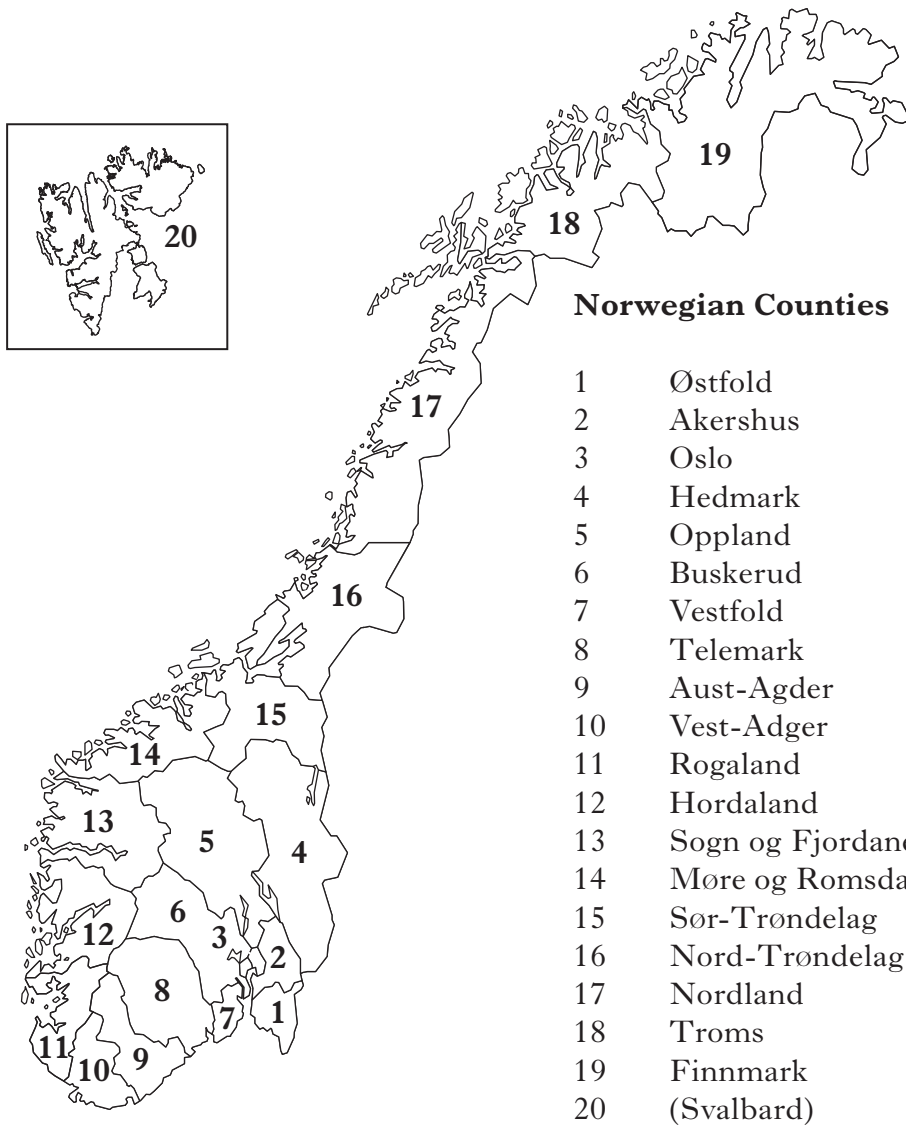 19
20
18
Norwegian Counties
17
1 Østfold
2 Akershus
3 Oslo
4 Hedmark
5 Oppland
16
6 Buskerud
7 Vestfold
8 Telemark
15
9 Aust-Agder
14
10 Vest-Adger
11 Rogaland
12 Hordaland
13
13 Sogn og Fjordan
5
4
14 Møre og Romsda
6
15 Sør-Trøndelag
12
3
2
16 Nord-Trøndelag
8
17 Nordland
7
1
18 Troms
11
10
9
19 Finnmark
20 (Svalbard)